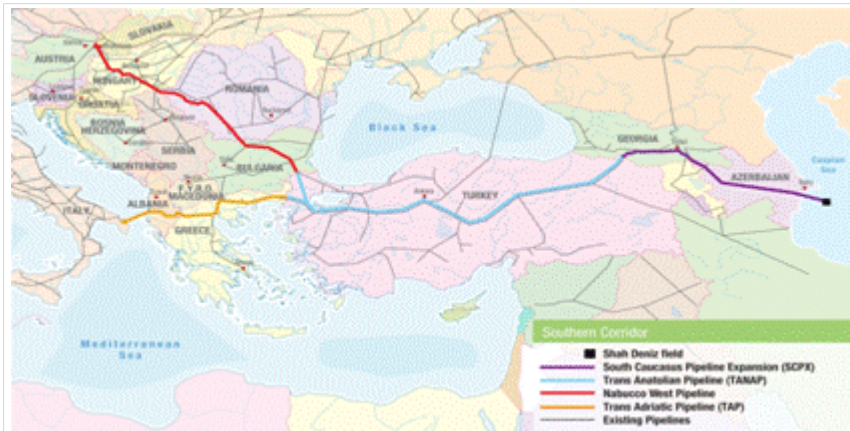 SLOVAKIA
AUSTRIA
HUNGARY
SLOVENIA
CROATIA
ROMANIA
BOSNIA
HERZEGOVINA
SERBIA
MONTENEGRO
BULGARIA
F.Y.R.O
MACEDONIA
ALBANIA
ITALY
GREECE
Black Sea
GEORGIA
AZERBAIJAN
Caspian
Sea
Ankara
TURKEY
Mediterranean
Sea
Southern Corridor
Shah Deniz field
South Caucasus Pipeline Expansion (SCPX)
Trans Anatolian Pipeline (TANAP)
Nabucco West Pipeline
Trans Adriatic Pipeline (TAP)
Existing Pipelines